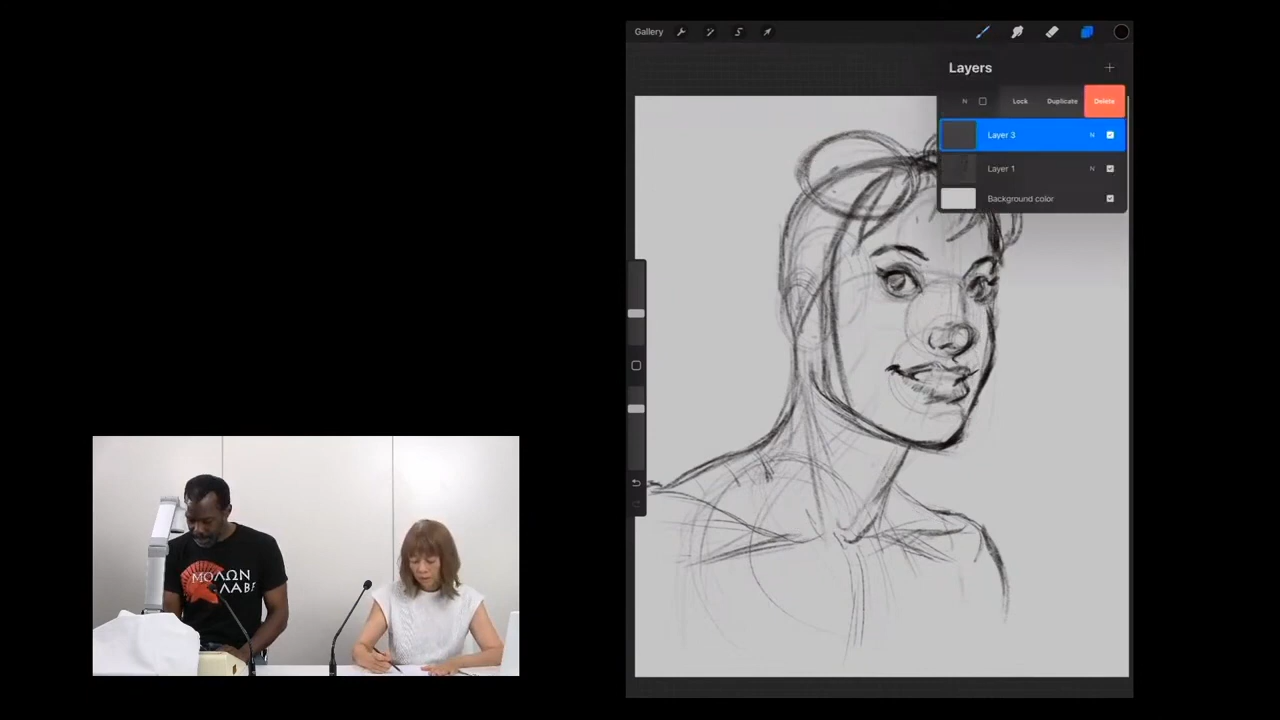 Gallery
Layers
N Lock Duplicate Delete
Layer 3 N
Layer 1 N
Background color
ΜΟΛΩΝ
ΛΑΒΕ